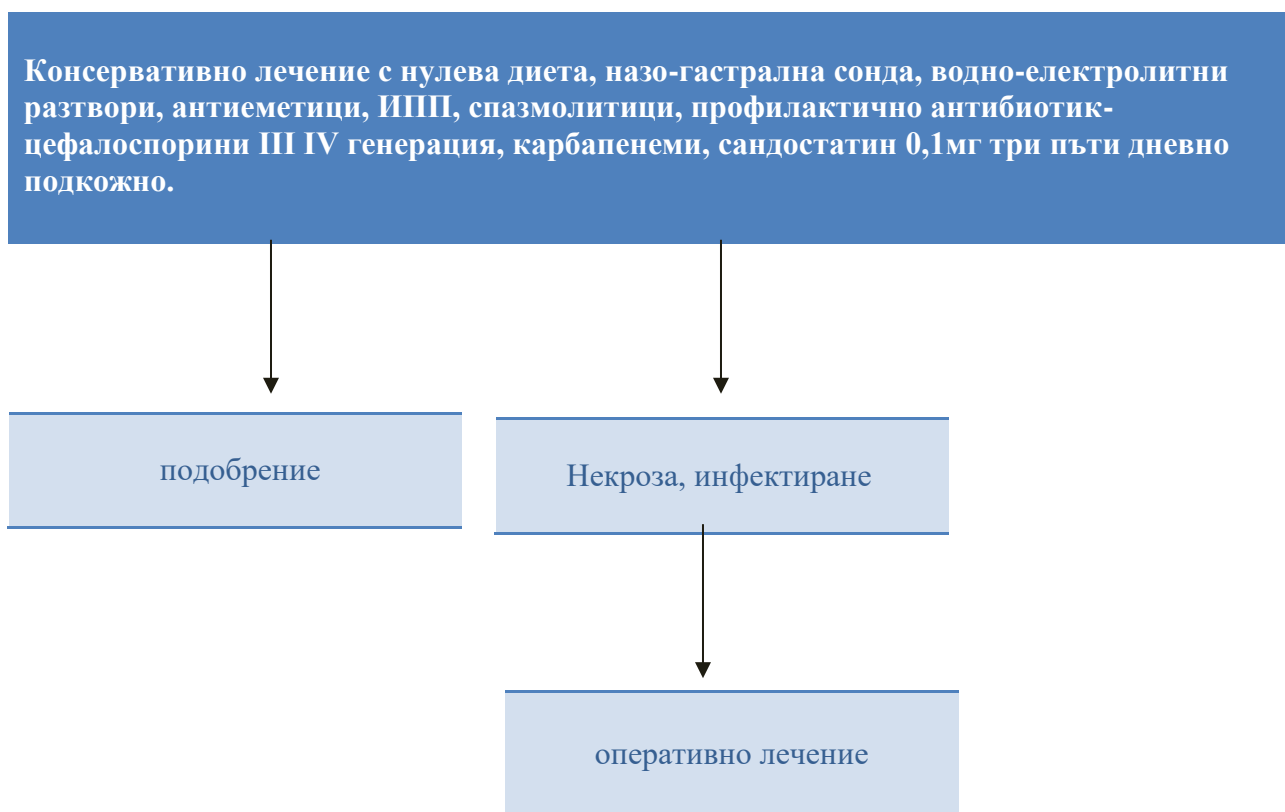 Консервативно лечение с нулева диета, назо-гастрална сонда, водно-електролитни
разтвори, антиеметици, ИПП, спазмолитици, профилактично антибиотик-
цефалоспорини III IV генерация, карбапенеми, сандостатин 0,1мг три пъти дневно
подкожно.
подобрение
Некроза, инфектиране
оперативно лечение